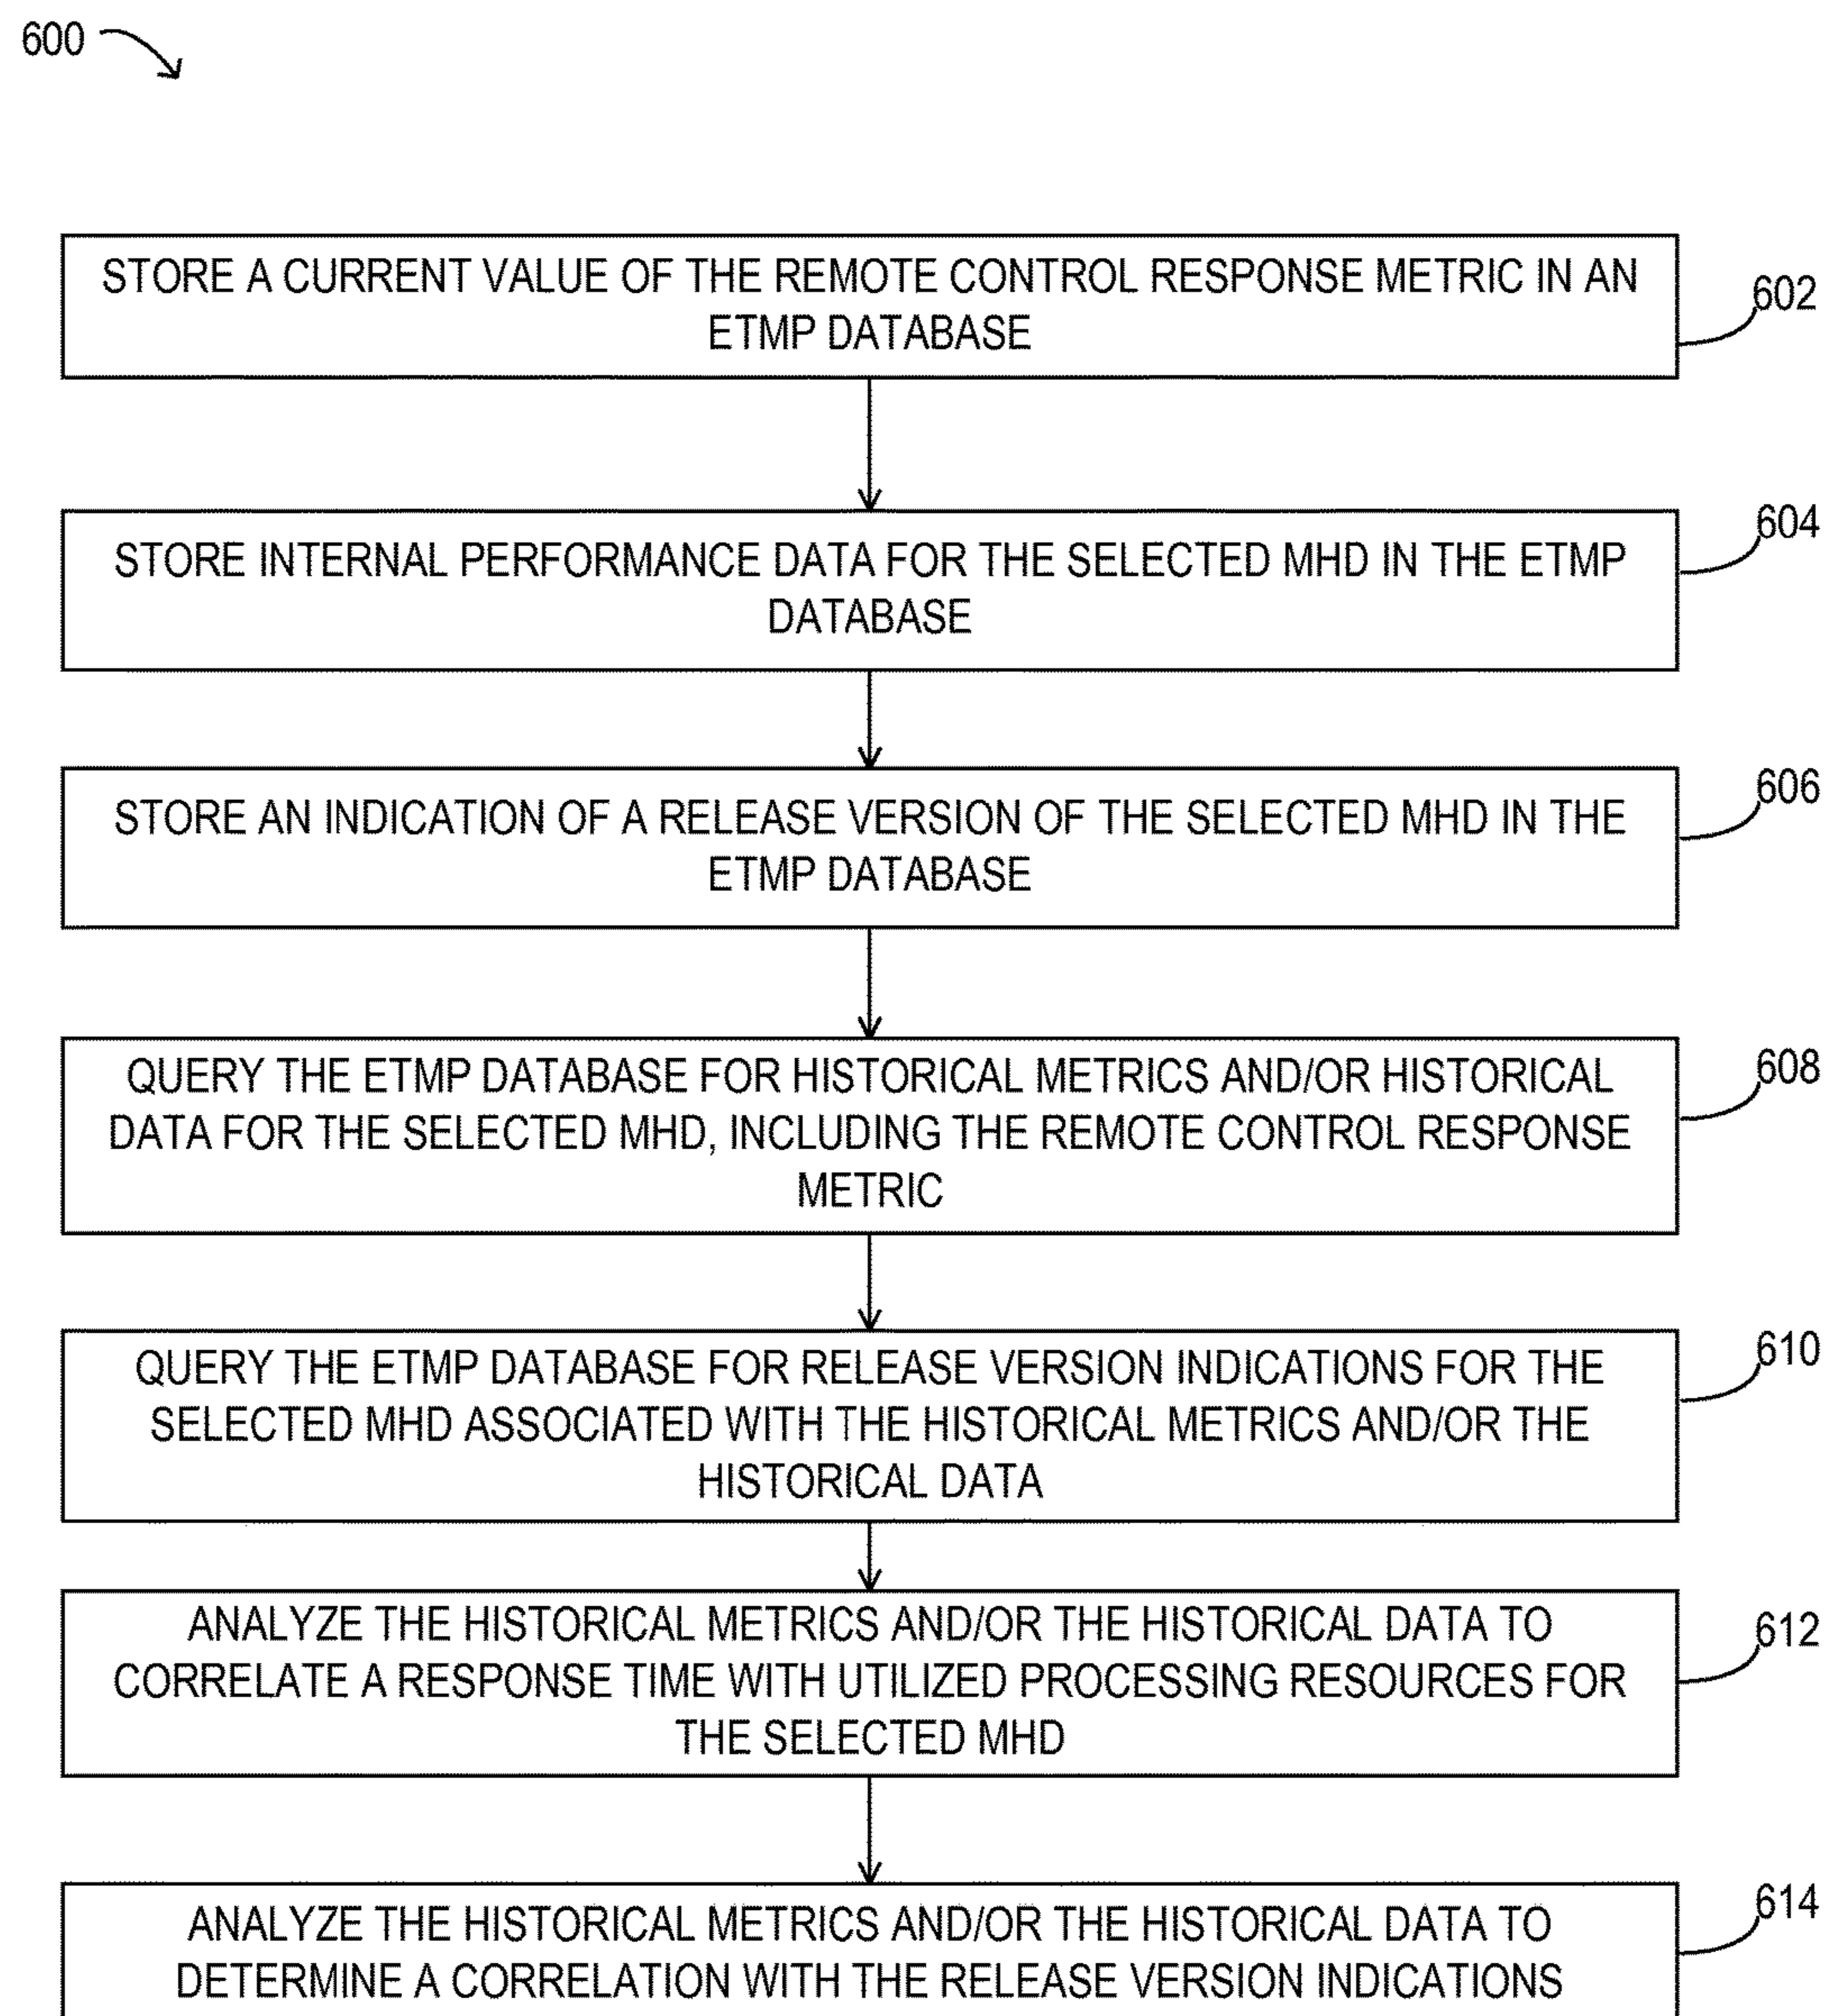 600
STORE A CURRENT VALUE OF THE REMOTE CONTROL RESPONSE METRIC IN AN
ETMP DATABASE
602
STORE INTERNAL PERFORMANCE DATA FOR THE SELECTED MHD IN THE ETMP
DATABASE
604
STORE AN INDICATION OF A RELEASE VERSION OF THE SELECTED MHD IN THE
ETMP DATABASE
606
QUERY THE ETMP DATABASE FOR HISTORICAL METRICS AND/OR HISTORICAL
DATA FOR THE SELECTED MHD, INCLUDING THE REMOTE CONTROL RESPONSE
METRIC
608
QUERY THE ETMP DATABASE FOR RELEASE VERSION INDICATIONS FOR THE
SELECTED MHD ASSOCIATED WITH THE HISTORICAL METRICS AND/OR THE
HISTORICAL DATA
610
ANALYZE THE HISTORICAL METRICS AND/OR THE HISTORICAL DATA TO
CORRELATE A RESPONSE TIME WITH UTILIZED PROCESSING RESOURCES FOR
THE SELECTED MHD
612
ANALYZE THE HISTORICAL METRICS AND/OR THE HISTORICAL DATA TO
DETERMINE A CORRELATION WITH THE RELEASE VERSION INDICATIONS
614